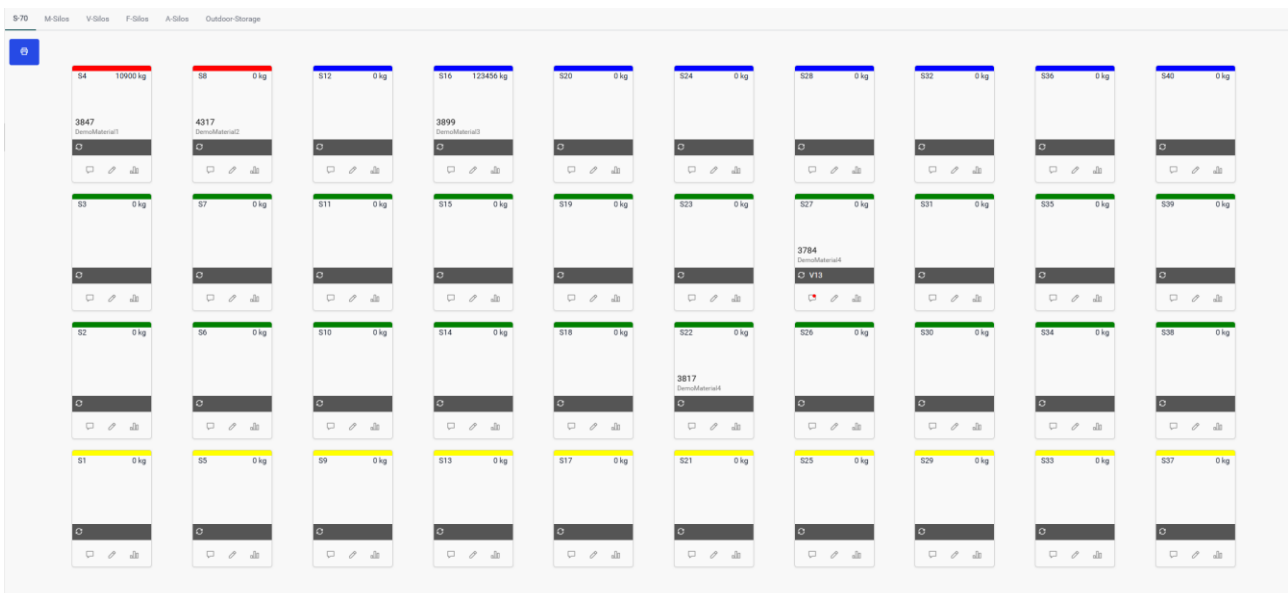 S-70 M-Silos V-Silos F-Silos A-Silos Outdoor-Storage
S4 10900 kg S8 0 kg S12 0 kg S16 123456 kg S20 0 kg S24 0 kg S28 0 kg S32 0 kg S36 0 kg S40 0 kg
3847 4317 3899
DemoMaterial1 DemoMaterial2 DemoMaterial3
S3 0 kg S7 0 kg S11 0 kg S15 0 kg S19 0 kg S23 0 kg S27 0 kg S31 0 kg S35 0 kg S39 0 kg
3784
DemoMaterial4
V13
S2 0 kg S6 0 kg S10 0 kg S14 0 kg S18 0 kg S22 0 kg S26 0 kg S30 0 kg S34 0 kg S38 0 kg
3817
DemoMaterial4
S1 0 kg S5 0 kg S9 0 kg S13 0 kg S17 0 kg S21 0 kg S25 0 kg S29 0 kg S33 0 kg S37 0 kg